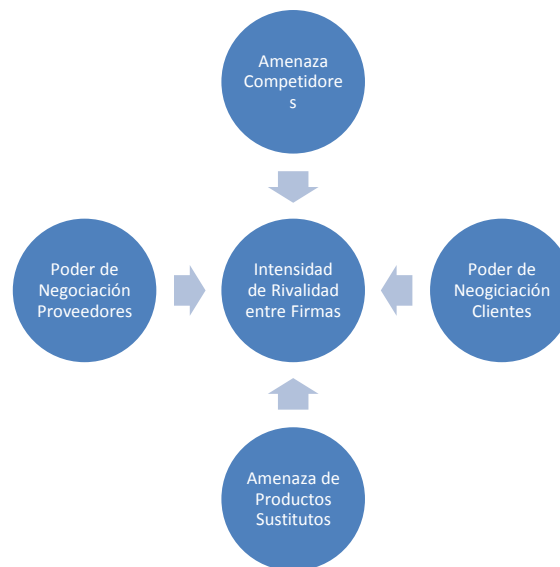 Amenaza
Competidore
s
Poder de
Negociación
Proveedores
Intensidad
de Rivalidad
entre Firmas
Poder de
Neogiciación
Clientes
Amenaza de
Productos
Sustitutos